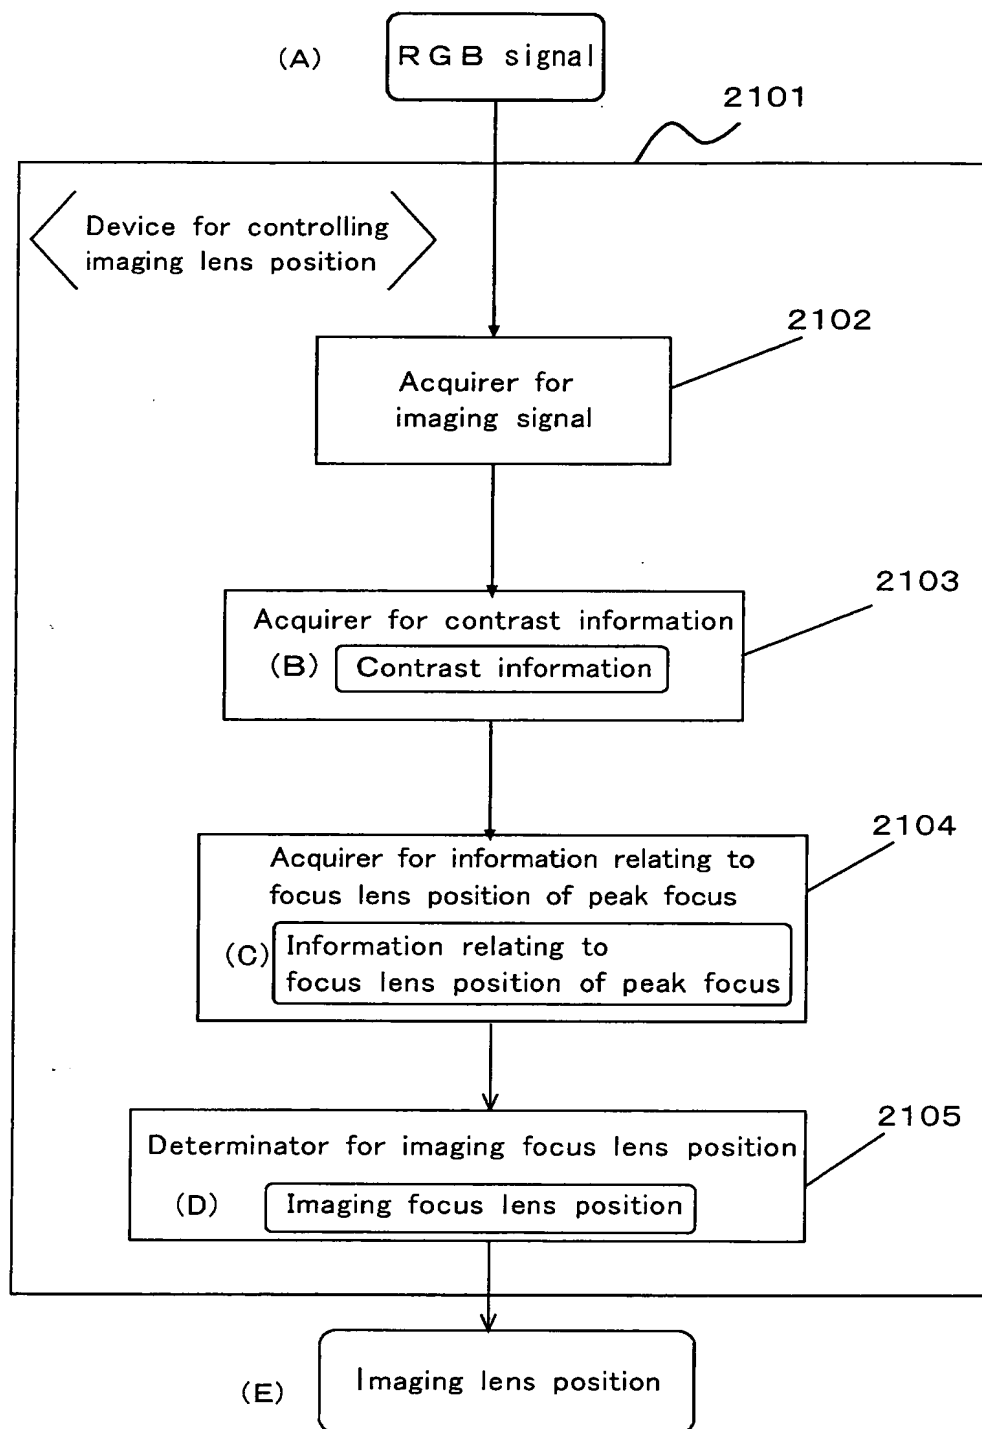 (A) RGB signal
2101
Device for controlling
imaging lens position
2102
Acquirer for
imaging signal
2103
Acquirer for contrast information
(B) Contrast information
2104
Acquirer for information relating to
focus lens position of peak focus
(C) Information relating to
focus lens position of peak focus
2105
Determinator for imaging focus lens position
(D) Imaging focus lens position
(E) Imaging lens position